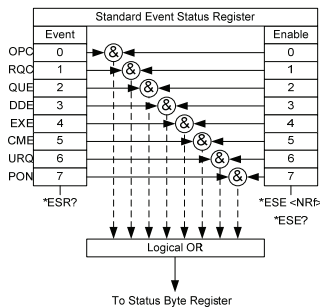 Standard Event Status Register
Event Enable
OPC 0 & 0
RQC 1 & 1
QUE 2 & 2
DDE 3 & 3
EXE 4 & 4
CME 5 & 5
URQ 6 & 6
PON 7 & 7
*ESR? *ESE <NRf>
*ESE?
Logical OR
To Status Byte Register